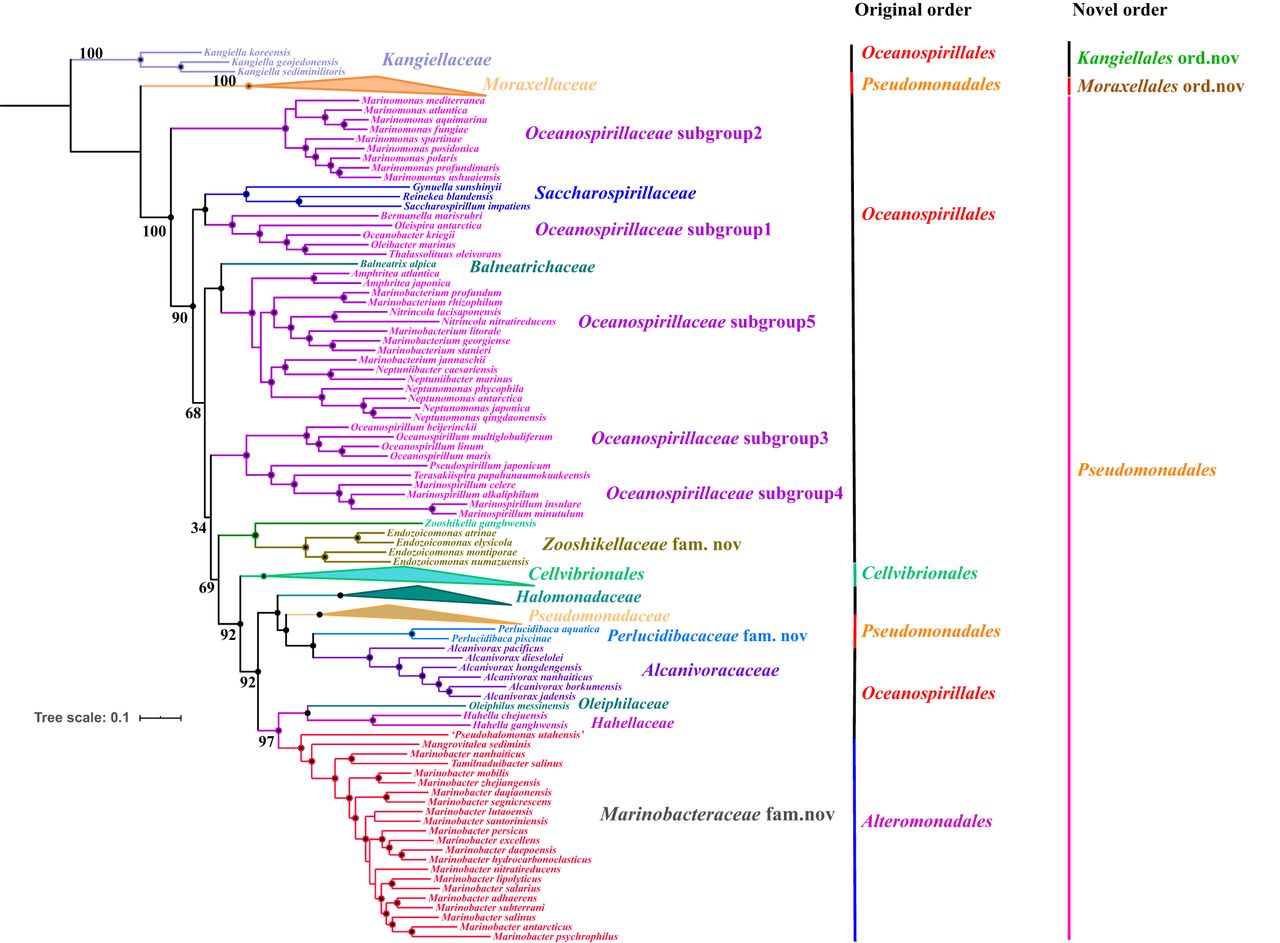 Original order
Novel order
100
Kangiella koreensis
Kangiella geojedonensis
Kangiella sediminilitoris
Kangiellaceae
Oceanospirillales
Kangiellales ord.nov
100
Moraxellaceae
Pseudomonadales
Moraxellales ord.nov
Marinomonas mediterranea
Marinomonas atlantica
Marinomonas aquimarina
Marinomonas fungiae
Marinomonas spartinae
Marinomonas posidonica
Marinomonas polaris
Marinomonas profundimaris
Marinomonas ushuaiensis
Oceanospirillaceae subgroup2
Gynuella sunshinyii
Reinekea blandensis
Saccharospirillum impatiens
Saccharospirillaceae
Oceanospirillales
100
Bermanella marisrubri
Oleispira antarctica
Oceanobacter kriegii
Oleibacter marinus
Thalassolituus oleivorans
Oceanospirillaceae subgroup1
Balneatrix alpica
Balneatrichaceae
90
Amphritea atlantica
Amphritea japonica
Marinobacterium profundum
Marinobacterium rhizophilum
Nitrincola lacisaponensis
Nitrincola nitratireducens
Marinobacterium litorale
Marinobacterium georgiense
Marinobacterium stanieri
Marinobacterium jannaschii
Neptuniibacter caesariensis
Neptuniibacter marinus
Neptunomonas phycophila
Neptunomonas antarctica
Neptunomonas japonica
Neptunomonas qingdaonensis
Oceanospirillaceae subgroup5
68
Oceanospirillum beijerinckii
Oceanospirillum multiglobuliferum
Oceanospirillum linum
Oceanospirillum maris
Oceanospirillaceae subgroup3
Pseudospirillum japonicum
Terasakiispira papahanaumokuakeensis
Marinospirillum celere
Marinospirillum alkaliphilum
Marinospirillum insulare
Marinospirillum minutulum
Oceanospirillaceae subgroup4
Pseudomonadales
34
Zooshikella ganghwensis
Endozoicomonas atrinae
Endozoicomonas elysicola
Endozoicomonas montiporae
Endozoicomonas numazuensis
Zooshikellaceae fam. nov
69
Cellvibrionales
Cellvibrionales
Halomonadaceae
Pseudomonadaceae
92
Perlucidibaca aquatica
Perlucidibaca piscinae
Perlucidibacaceae fam. nov
Pseudomonadales
Alcanivorax pacificus
Alcanivorax dieselolei
Alcanivorax hongdengensis
Alcanivorax nanhaiticus
Alcanivorax borkumensis
Alcanivorax jadensis
Alcanivoracaceae
Oceanospirillales
92
Oleiphilus messinensis
Oleiphilaceae
Hahella chejuensis
Hahella ganghwensis
Hahellaceae
Tree scale: 0.1
97
‘Pseudohalomonas utahensis’
Mangrovitalea sediminis
Marinobacter nanhaiticus
Tamilnaduibacter salinus
Marinobacter mobilis
Marinobacter zhejiangensis
Marinobacter daqiaonensis
Marinobacter segnicrescens
Marinobacter lutaoensis
Marinobacter santoriniensis
Marinobacter persicus
Marinobacter excellens
Marinobacter daepoensis
Marinobacter hydrocarbonoclasticus
Marinobacter nitratireducens
Marinobacter lipolyticus
Marinobacter salarius
Marinobacter adhaerens
Marinobacter subterrani
Marinobacter salinus
Marinobacter antarcticus
Marinobacter psychrophilus
Marinobacteraceae fam.nov
Alteromonadales